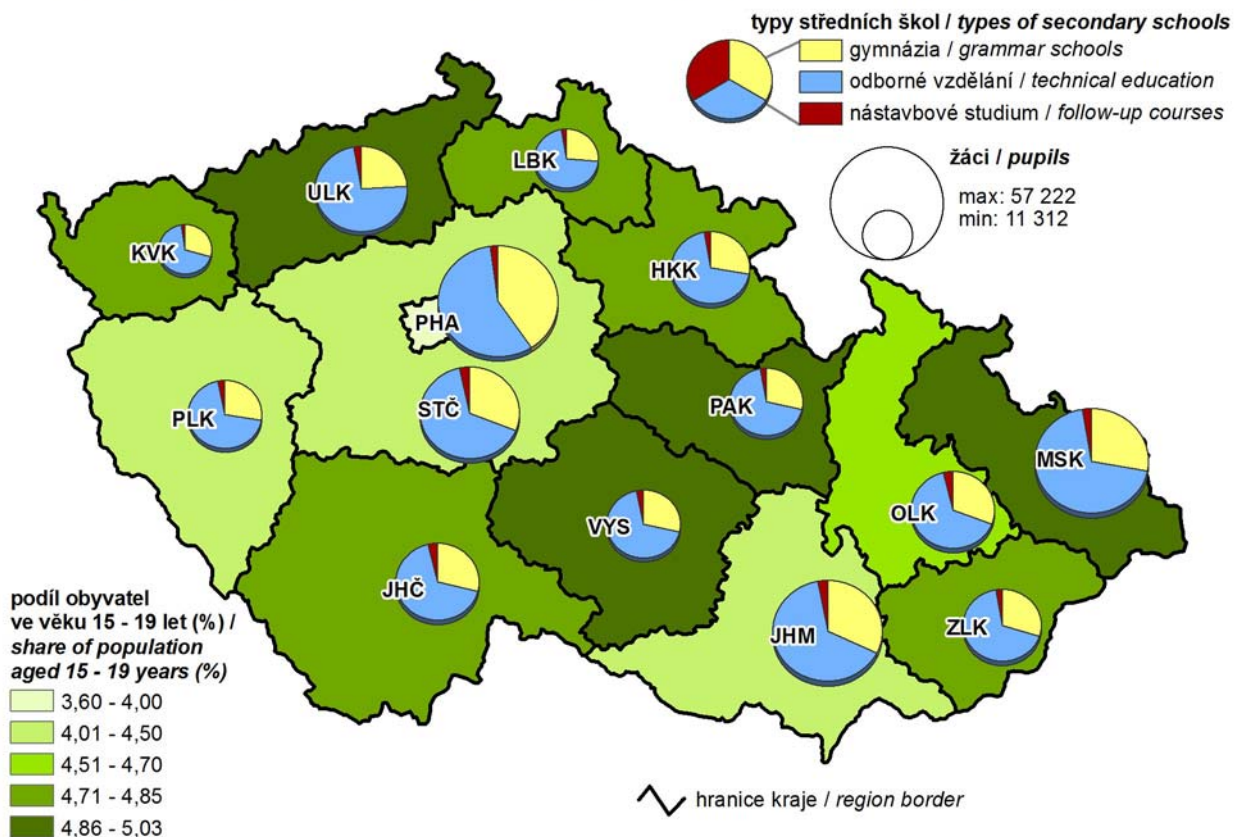 typy středních škol / types of secondary schools
gymnázia / grammar schools
odborné vzdělání / technical education
nástavbové studium / follow-up courses
žáci / pupils
max: 57 222
min: 11 312
LBK
ULK
KVK
HKK
PHA
STČ
PAK
PLK
MSK
OLK
VYS
JHČ
JHM
ZLK
podíl obyvatel
ve věku 15 - 19 let (%) /
share of population
aged 15 - 19 years (%)
3,60 - 4,00
4,01 - 4,50
4,51 - 4,70
4,71 - 4,85
4,86 - 5,03
hranice kraje / region border